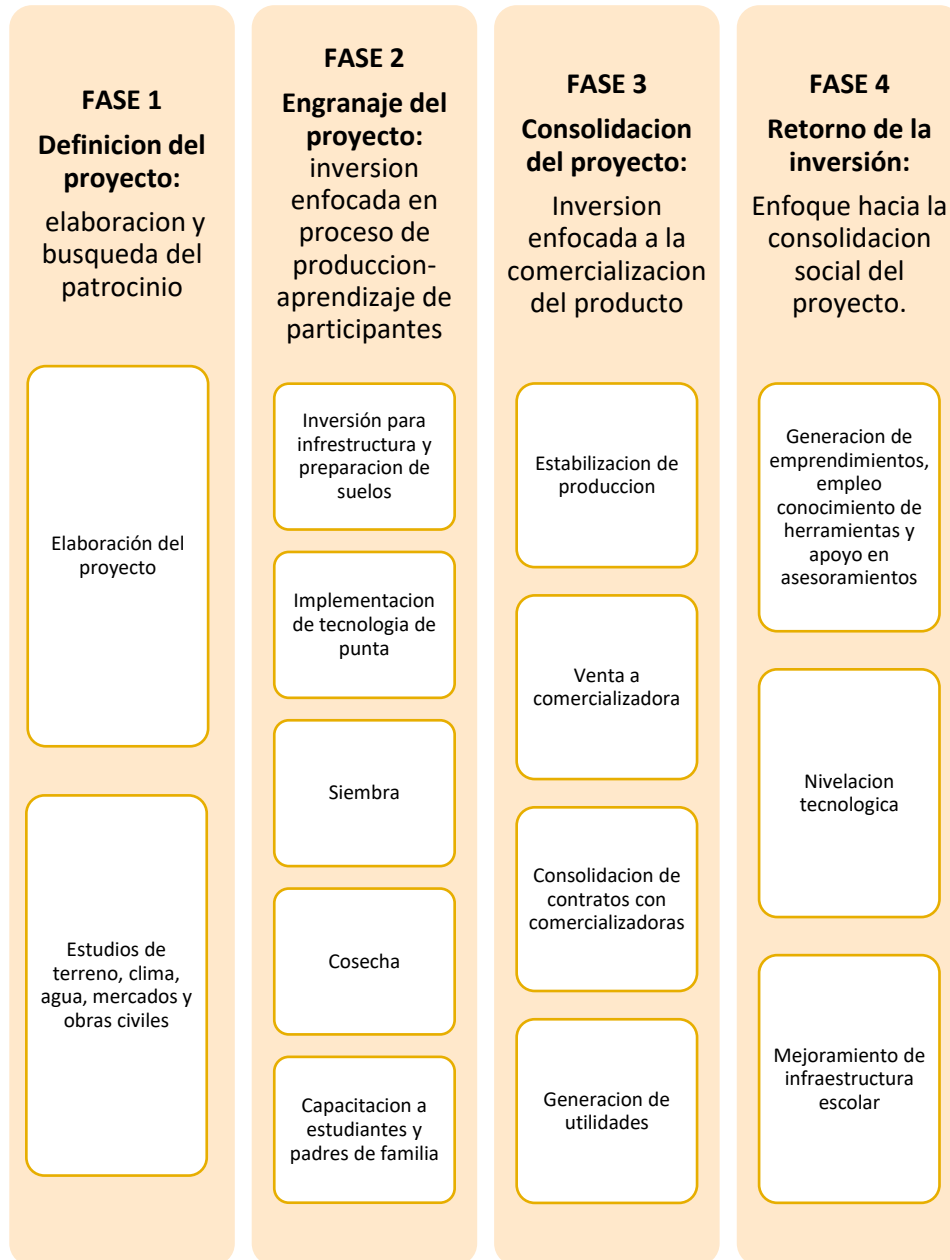 FASE 1
Definicion del
proyecto:
elaboracion y
busqueda del
patrocinio
Elaboración del
proyecto
Estudios de
terreno, clima,
agua, mercados y
obras civiles
FASE 2
Engranaje del
proyecto:
inversion
enfocada en
proceso de
produccion-
aprendizaje de
participantes
Inversión para
infrestructura y
preparacion de
suelos
Implementacion
de tecnologia de
punta
Siembra
Cosecha
Capacitacion a
estudiantes y
padres de familia
FASE 3
Consolidacion
del proyecto:
Inversion
enfocada a la
comercializacion
del producto
Estabilizacion de
produccion
Venta a
comercializadora
Consolidacion de
contratos con
comercializadoras
Generacion de
utilidades
FASE 4
Retorno de la
inversión:
Enfoque hacia la
consolidacion
social del
proyecto.
Generacion de
emprendimientos,
empleo
conocimiento de
herramientas y
apoyo en
asesoramientos
Nivelacion
tecnologica
Mejoramiento de
infraestructura
escolar